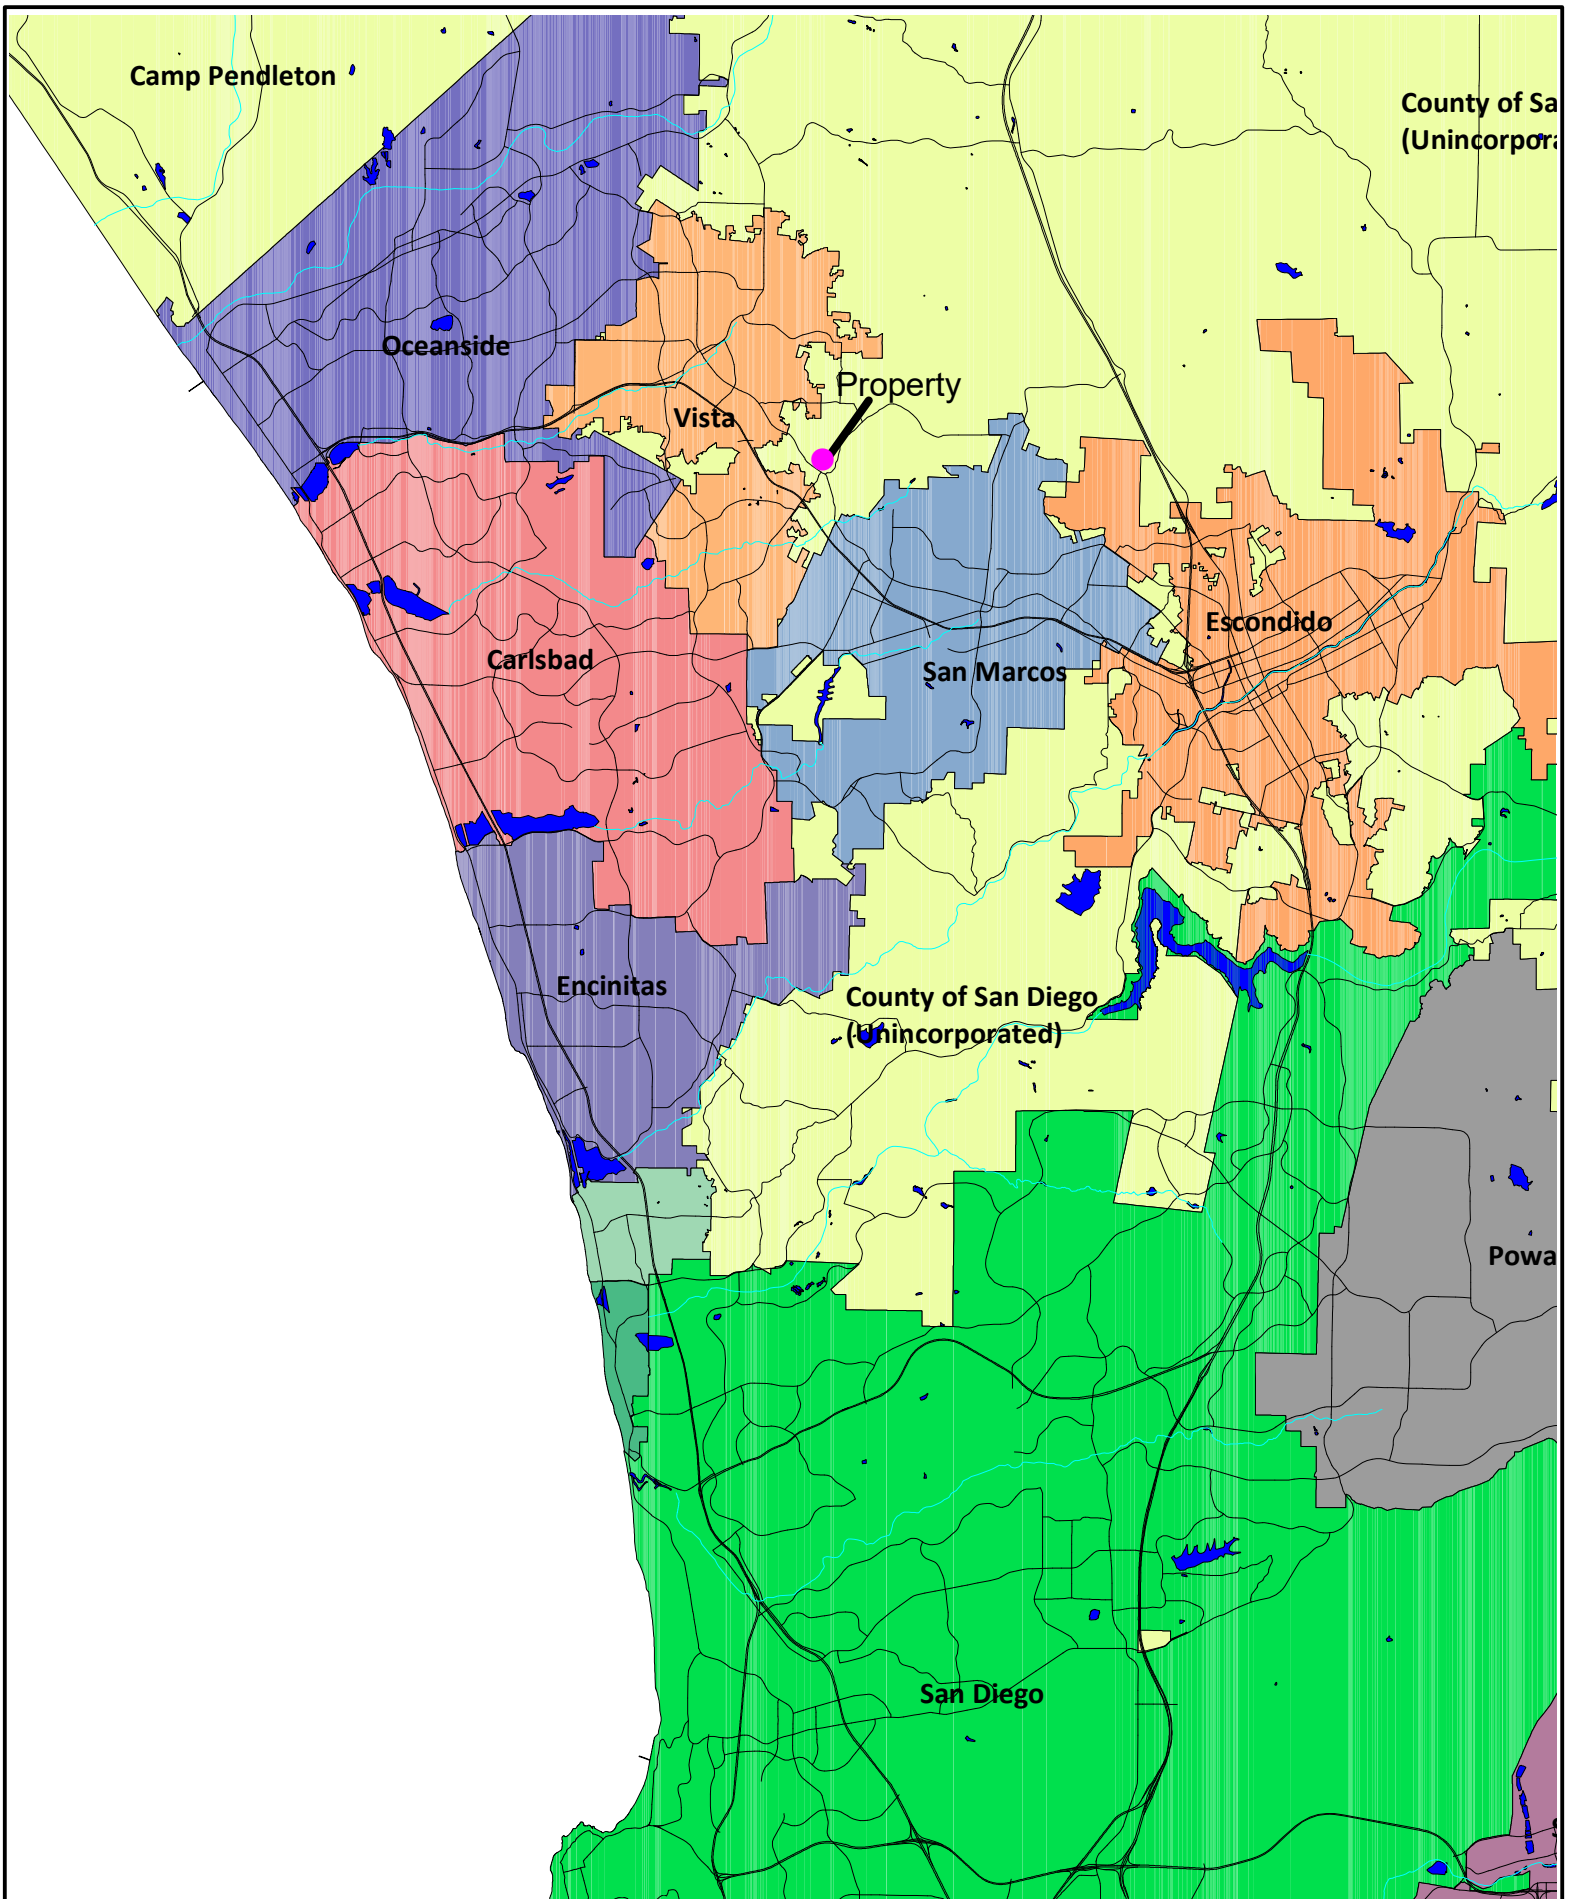 Camp Pendleton
County of Sa
(Unincorpora
Oceanside
Property
Vista
Escondido
Carlsbad
San Marcos
Encinitas
County of San Diego
(Unincorporated)
Powa
San Diego